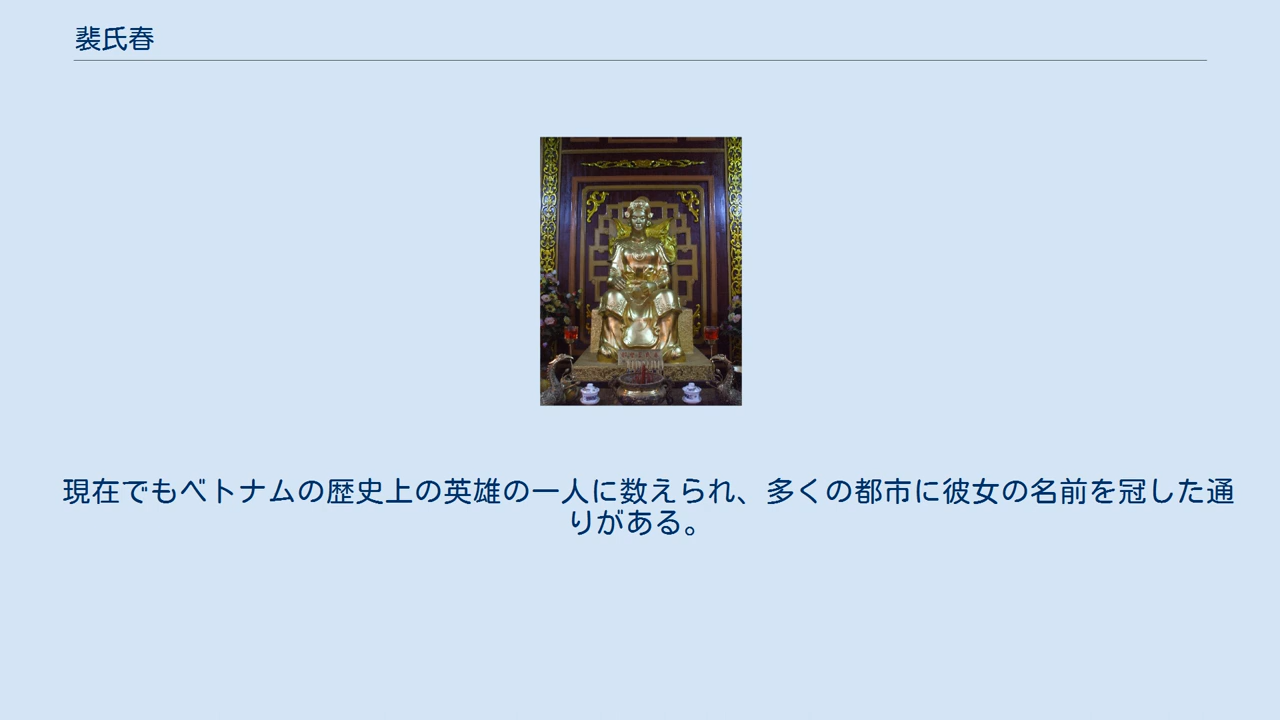 裴氏春
現在でもベトナムの歴史上の英雄の一人に数えられ、多くの都市に彼女の名前を冠した通
りがある。